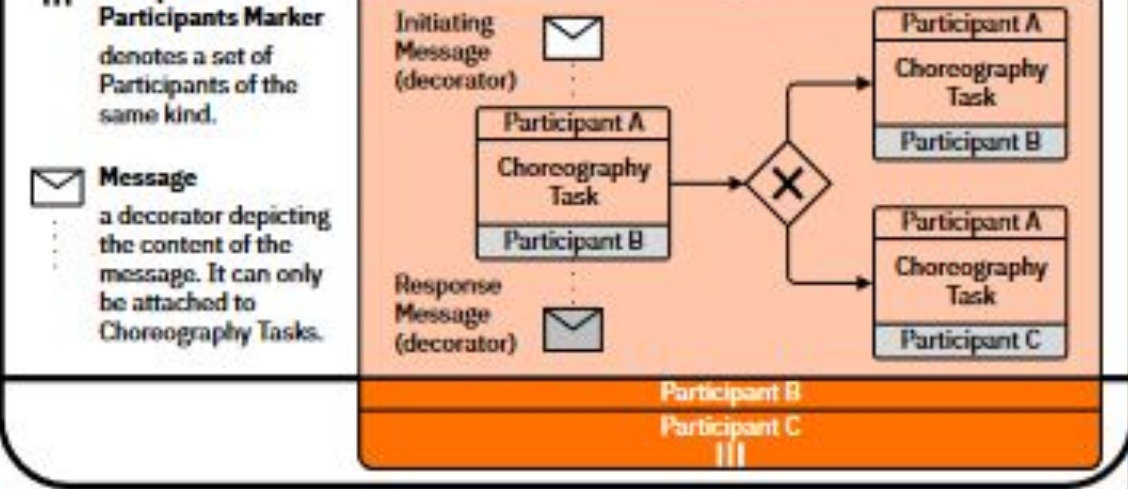 Participants Marker
denotes a set of
Participants of the
same kind.
Message
a decorator depicting
the content of the
message. It can only
be attached to
Choreography Tasks.
Initiating
Message
(decorator)
Participant A
Choreography
Task
Participant B
Response
Message
(decorator)
Participant A
Choreography
Task
Participant B
Participant A
Choreography
Task
Participant C
Participant B
Participant C